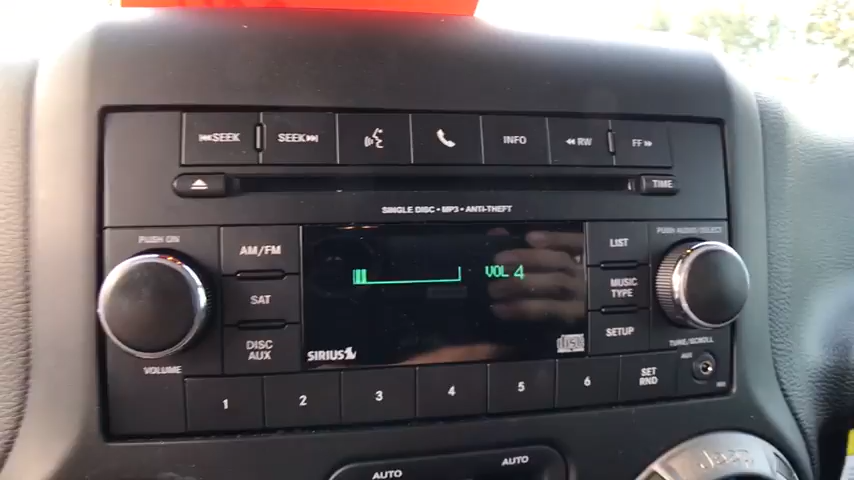 SEEK SEEK INFO RW FF
TIME
SINGLE DISC • MP3 • ANTI-THEFT
PUSH ON AM/FM LIST PUSH AUDIO/SELECT
VOL 4
SAT MUSIC TYPE
DISC AUX SETUP
SIRIUS disc
VOLUME TUNE/SCROLL
AUX
1 2 3 4 5 6 SET RND
AUTO AUTO
Jeep